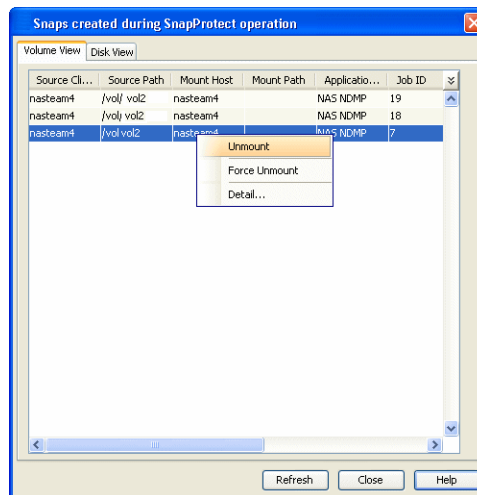 Snaps created during SnapProtect operation
Volume View Disk View
Source Cli... Source Path Mount Host Mount Path Applicatio... Job ID
nasteam4 /vol/ vol2 nasteam4 NAS NDMP 19
nasteam4 /vol/ vol2 nasteam4 NAS NDMP 18
nasteam4 /vol vol2 nasteam4 NAS NDMP 7
Unmount
Force Unmount
Detail...
Refresh Close Help